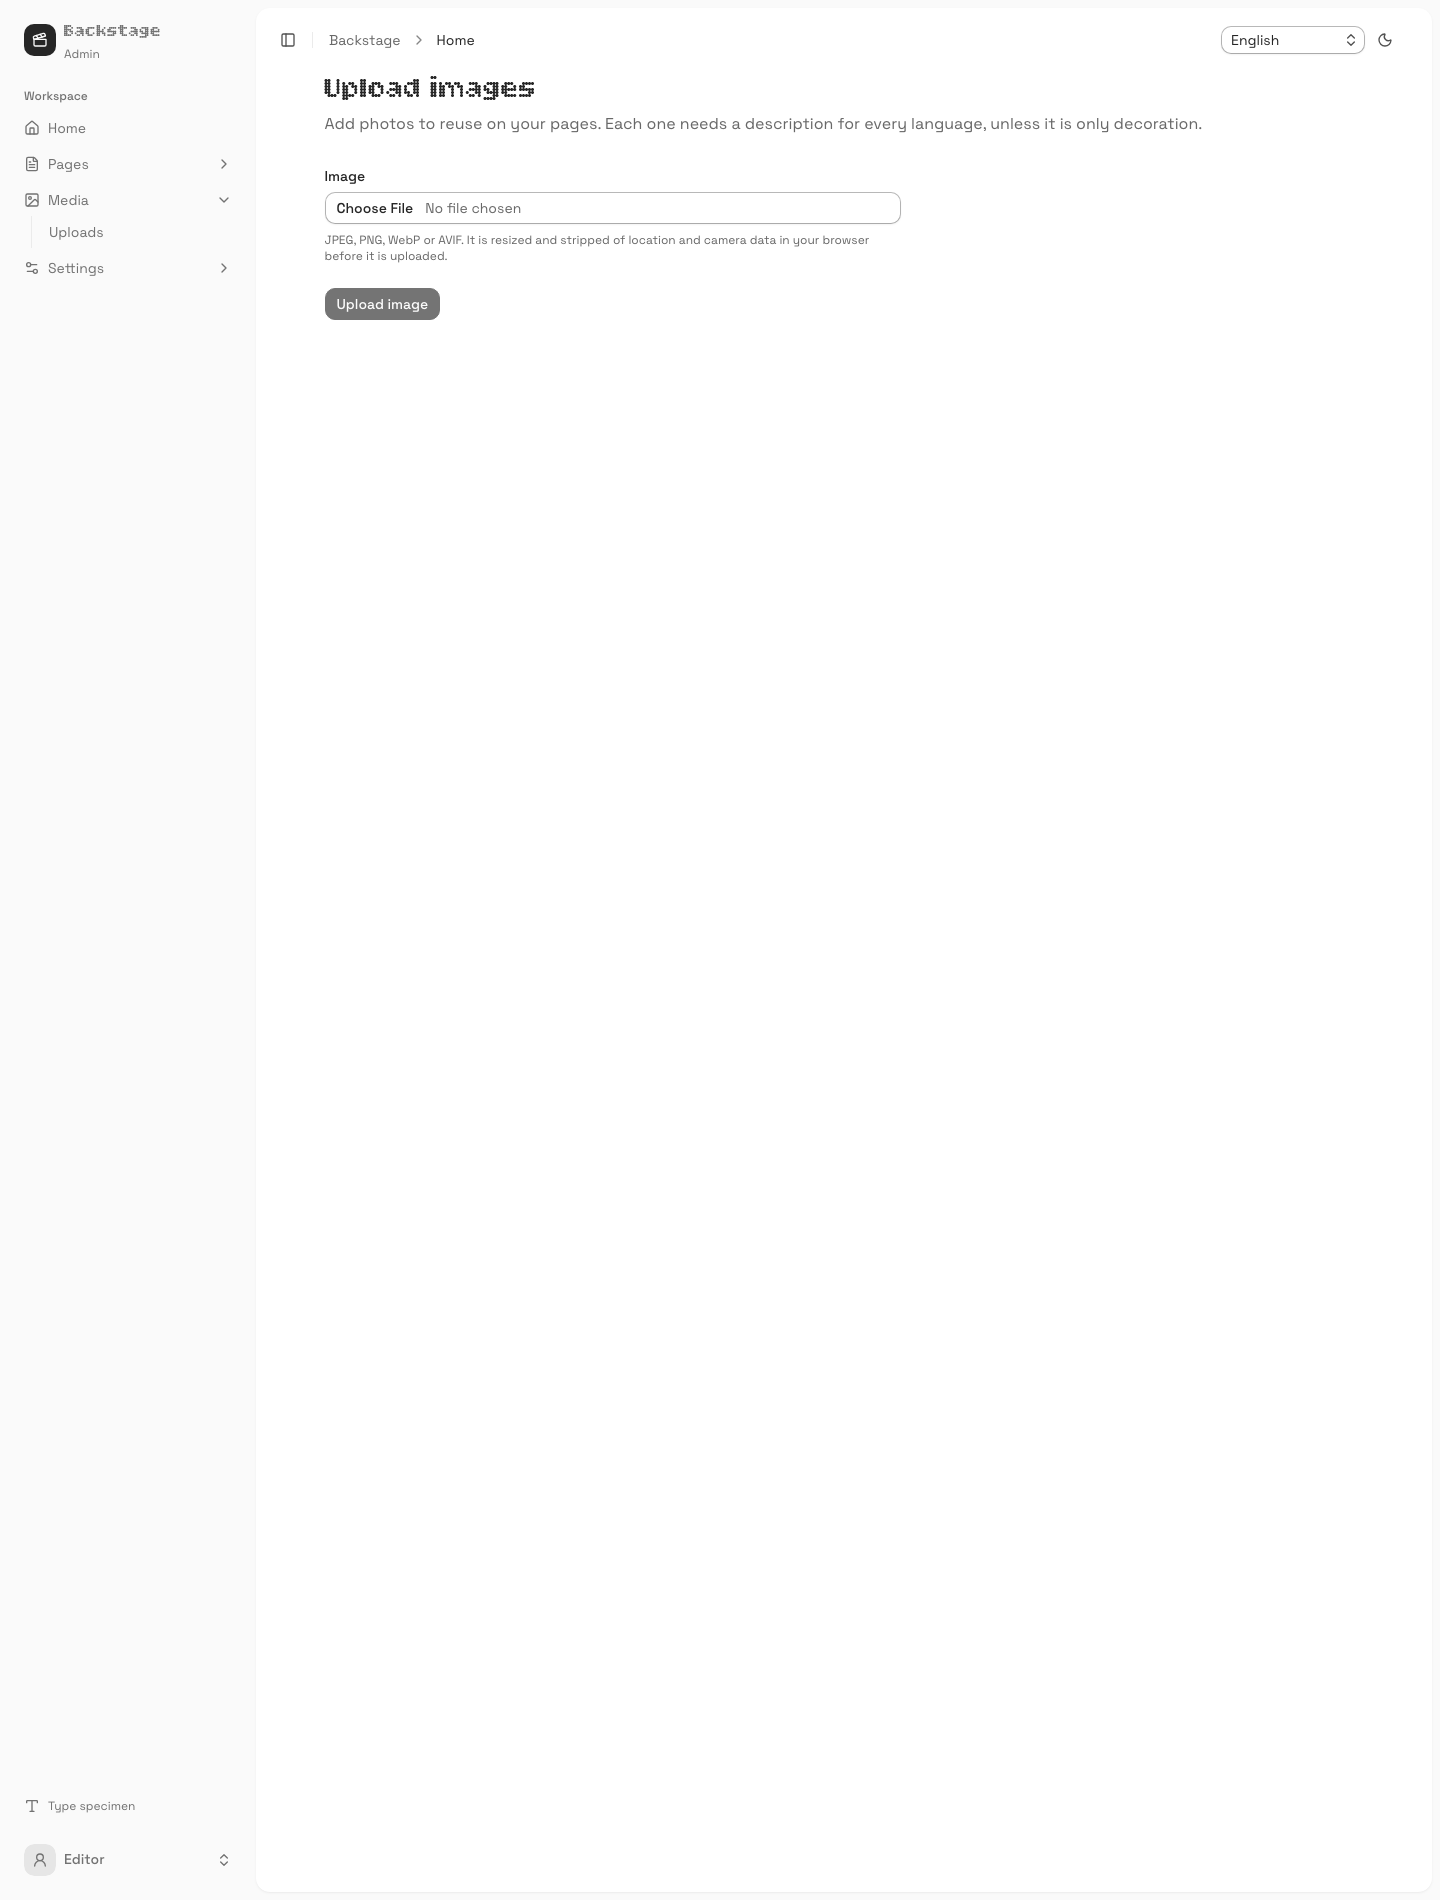 Backstage
Admin
Workspace
Home
Pages
Media
Uploads
Settings
Type specimen
Editor
Backstage
Home
English
Upload images
Add photos to reuse on your pages. Each one needs a description for every language, unless it is only decoration.
Image
Choose File No file chosen
JPEG, PNG, WebP or AVIF. It is resized and stripped of location and camera data in your browser
before it is uploaded.
Upload image